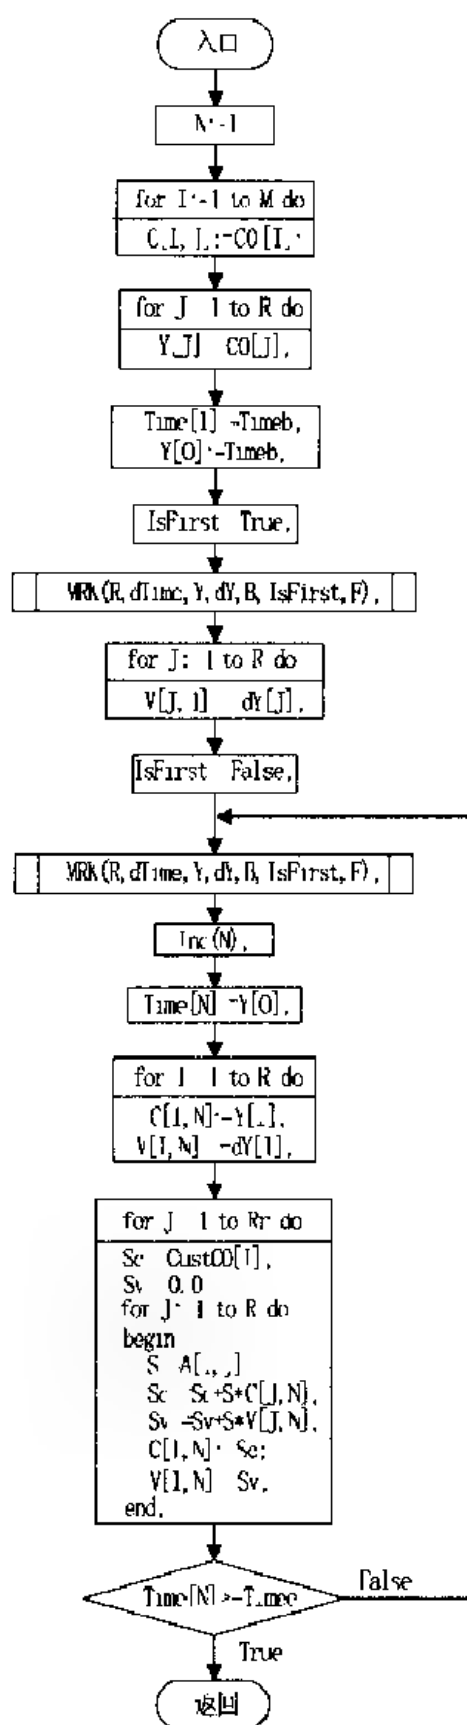 入口
N:-1
for I:-1 to M do
C[I, 1]:-C0[I];
for J 1 to R do
Y[J] C0[J],
Time[1] -Timeb,
Y[0]:-Timeb,
IsFirst True,
MRK(R, dTime, Y, dY, B, IsFirst, F),
for J: 1 to R do
V[J, 1] dY[J],
IsFirst False,
MRK(R, dTime, Y, dY, B, IsFirst, F),
Inc(N),
Time[N] -Y[0],
for I 1 to R do
C[I, N]:-Y[I],
V[I, N] -dY[I],
for J 1 to Rr do
Sc CustC0[I],
Sv 0.0
for J: 1 to R do
begin
S A[I, J]
Sc -Sc+S*C[J, N],
Sv -Sv+S*V[J, N],
C[I, N]: Sc;
V[I, N] Sv,
end,
Time[N]>-Timee
False
True
返回